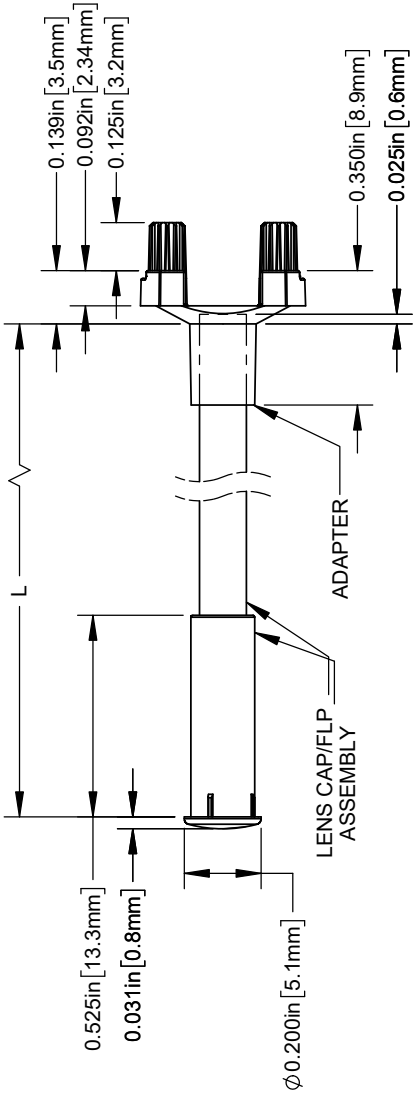 L
0.525in [13.3mm]
0.031in [0.8mm]
Ø0.200in [5.1mm]
LENS CAP/FLP
ASSEMBLY
ADAPTER
0.139in [3.5mm]
0.092in [2.34mm]
0.125in [3.2mm]
0.350in [8.9mm]
0.025in [0.6mm]